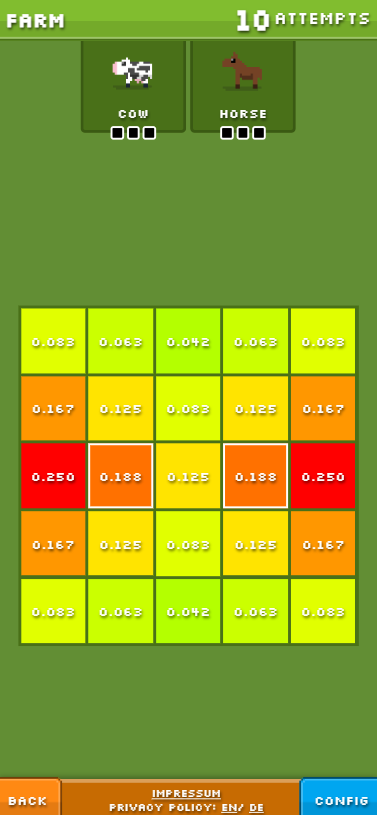 FARM 10 ATTEMPTS
COW HORSE
0.083 0.063 0.042 0.063 0.083
0.167 0.125 0.083 0.125 0.167
0.250 0.188 0.125 0.188 0.250
0.167 0.125 0.083 0.125 0.167
0.083 0.063 0.042 0.063 0.083
BACK IMPRESSUM CONFIG
PRIVACY POLICY: EN/ DE